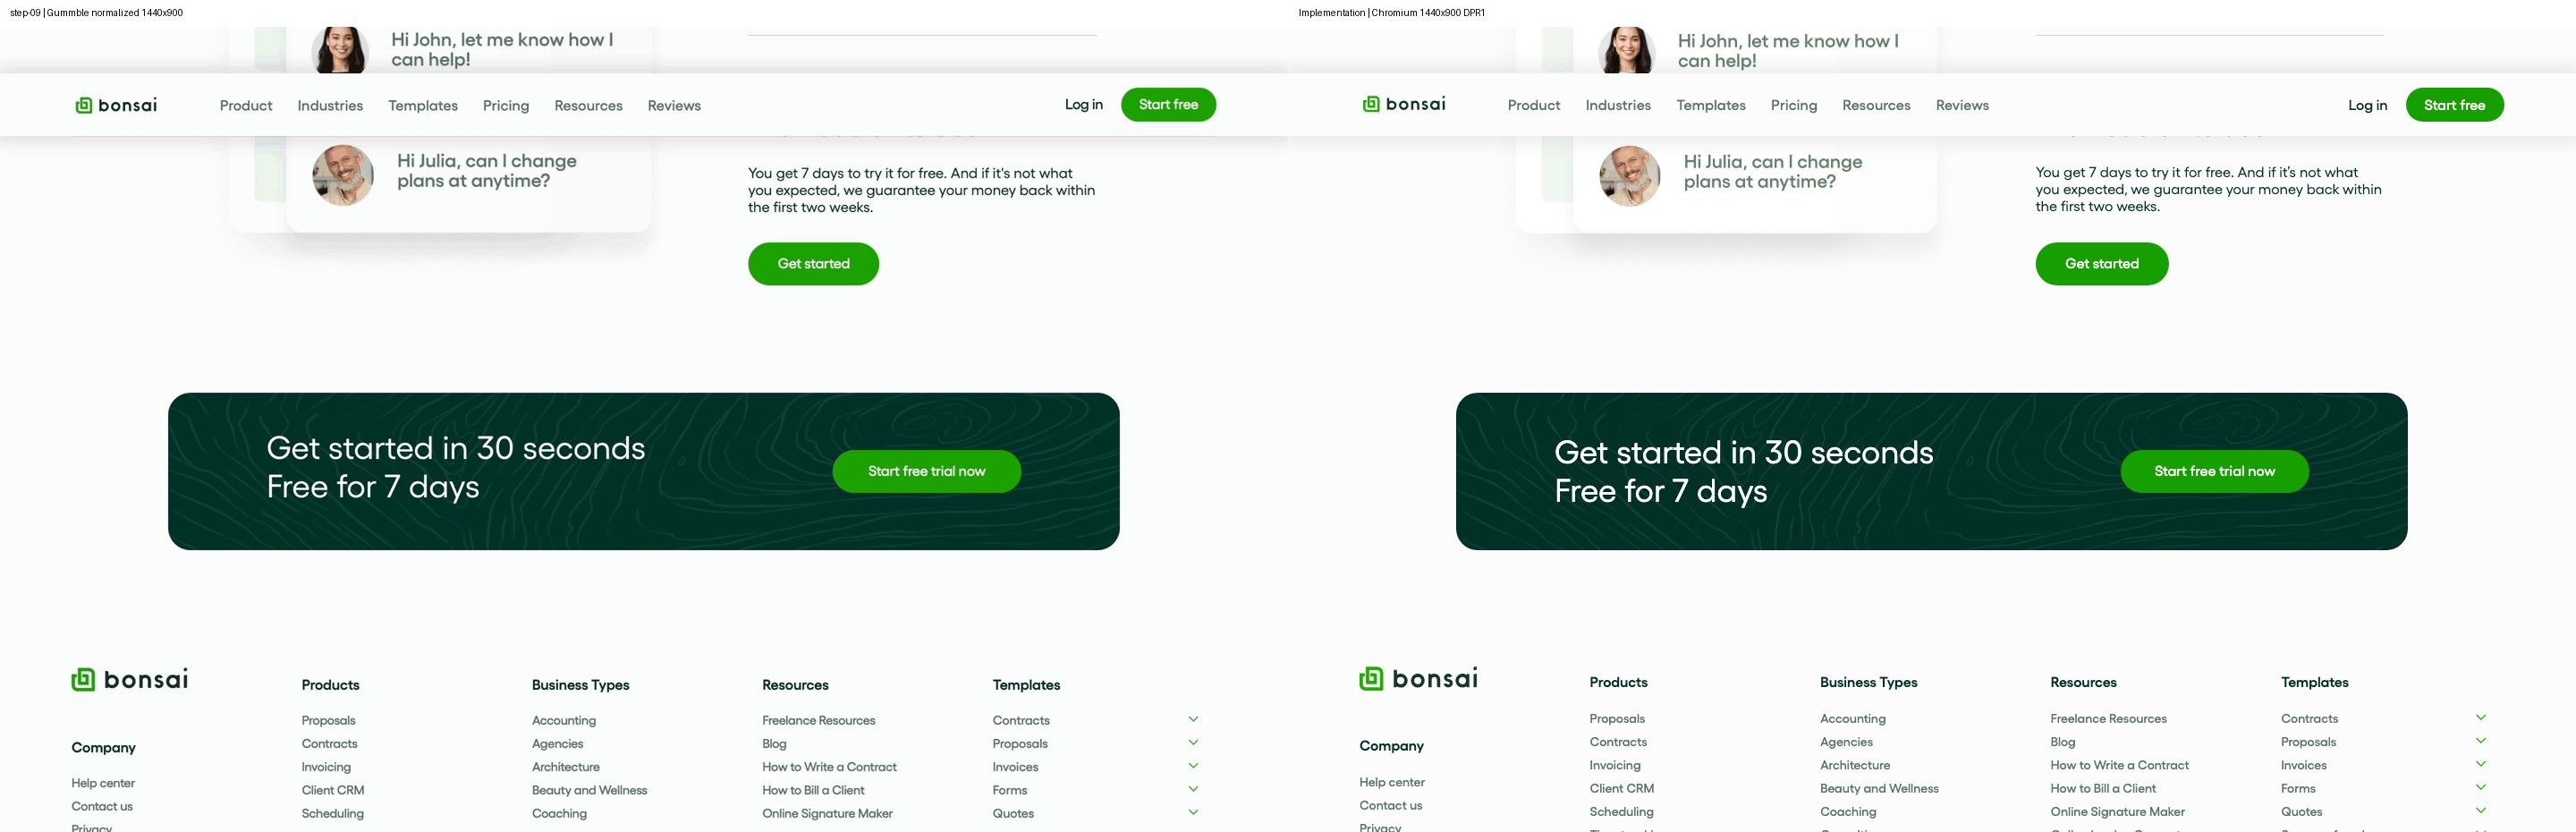 step-09 | Gummble normalized 1440x900
Hi John, let me know how I
can help!
bonsai
Product Industries Templates Pricing Resources Reviews
Log in
Start free
Hi Julia, can I change
plans at anytime?
You get 7 days to try it for free. And if it's not what
you expected, we guarantee your money back within
the first two weeks.
Get started
Get started in 30 seconds
Free for 7 days
Start free trial now
bonsai
Company
Help center
Contact us
Privacy
Products
Proposals
Contracts
Invoicing
Client CRM
Scheduling
Business Types
Accounting
Agencies
Architecture
Beauty and Wellness
Coaching
Resources
Freelance Resources
Blog
How to Write a Contract
How to Bill a Client
Online Signature Maker
Templates
Contracts
Proposals
Invoices
Forms
Quotes
Implementation | Chromium 1440x900 DPR1
Hi John, let me know how I
can help!
bonsai
Product Industries Templates Pricing Resources Reviews
Log in
Start free
Hi Julia, can I change
plans at anytime?
You get 7 days to try it for free. And if it’s not what
you expected, we guarantee your money back within
the first two weeks.
Get started
Get started in 30 seconds
Free for 7 days
Start free trial now
bonsai
Company
Help center
Contact us
Privacy
Products
Proposals
Contracts
Invoicing
Client CRM
Scheduling
Business Types
Accounting
Agencies
Architecture
Beauty and Wellness
Coaching
Resources
Freelance Resources
Blog
How to Write a Contract
How to Bill a Client
Online Signature Maker
Templates
Contracts
Proposals
Invoices
Forms
Quotes